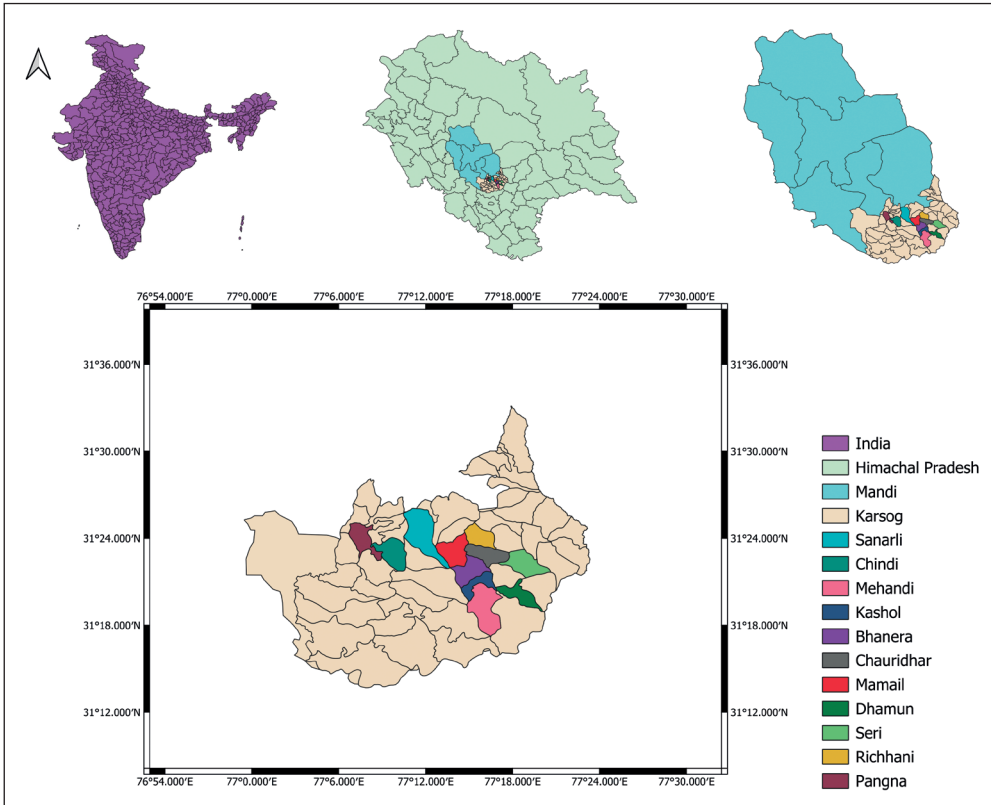 76°54.000'E 77°0.000'E 77°6.000'E 77°12.000'E 77°18.000'E 77°24.000'E 77°30.000'E
31°36.000'N 31°36.000'N
31°30.000'N 31°30.000'N
31°24.000'N 31°24.000'N
31°18.000'N 31°18.000'N
31°12.000'N 31°12.000'N
76°54.000'E 77°0.000'E 77°6.000'E 77°12.000'E 77°18.000'E 77°24.000'E 77°30.000'E
India
Himachal Pradesh
Mandi
Karsog
Sanarli
Chindi
Mehandi
Kashol
Bhanera
Chauridhar
Mamail
Dhamun
Seri
Richhani
Pangna